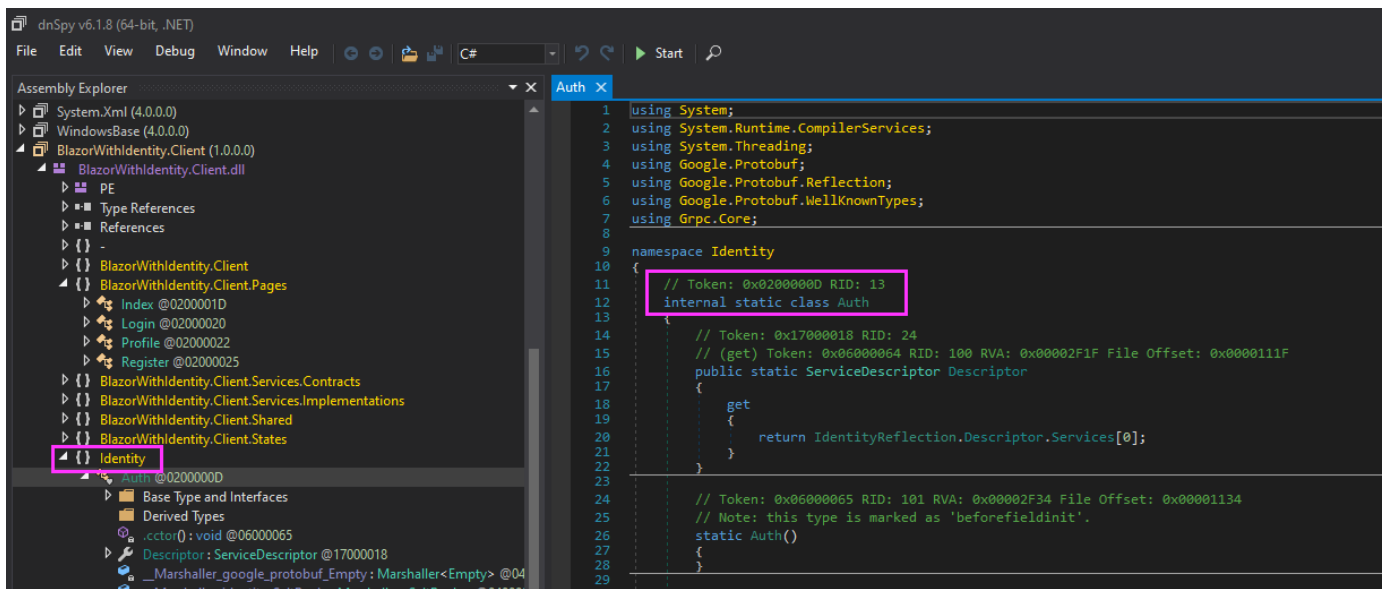 dnSpy v6.1.8 (64-bit, .NET)
File Edit View Debug Window Help C# Start
Assembly Explorer
System.Xml (4.0.0.0)
WindowsBase (4.0.0.0)
BlazorWithIdentity.Client (1.0.0.0)
BlazorWithIdentity.Client.dll
PE
Type References
References
{} -
{} BlazorWithIdentity.Client
{} BlazorWithIdentity.Client.Pages
Index @0200001D
Login @02000020
Profile @02000022
Register @02000025
{} BlazorWithIdentity.Client.Services.Contracts
{} BlazorWithIdentity.Client.Services.Implementations
{} BlazorWithIdentity.Client.Shared
{} BlazorWithIdentity.Client.States
{} Identity
Auth @0200000D
Base Type and Interfaces
Derived Types
.cctor() : void @06000065
Descriptor : ServiceDescriptor @17000018
__Marshaller_google_protobuf_Empty : Marshaller<Empty> @04
Auth
1 using System;
2 using System.Runtime.CompilerServices;
3 using System.Threading;
4 using Google.Protobuf;
5 using Google.Protobuf.Reflection;
6 using Google.Protobuf.WellKnownTypes;
7 using Grpc.Core;
8
9 namespace Identity
10 {
11 // Token: 0x0200000D RID: 13
12 internal static class Auth
13 {
14 // Token: 0x17000018 RID: 24
15 // (get) Token: 0x06000064 RID: 100 RVA: 0x00002F1F File Offset: 0x0000111F
16 public static ServiceDescriptor Descriptor
17 {
18 get
19 {
20 return IdentityReflection.Descriptor.Services[0];
21 }
22 }
23
24 // Token: 0x06000065 RID: 101 RVA: 0x00002F34 File Offset: 0x00001134
25 // Note: this type is marked as 'beforefieldinit'.
26 static Auth()
27 {
28 }
29